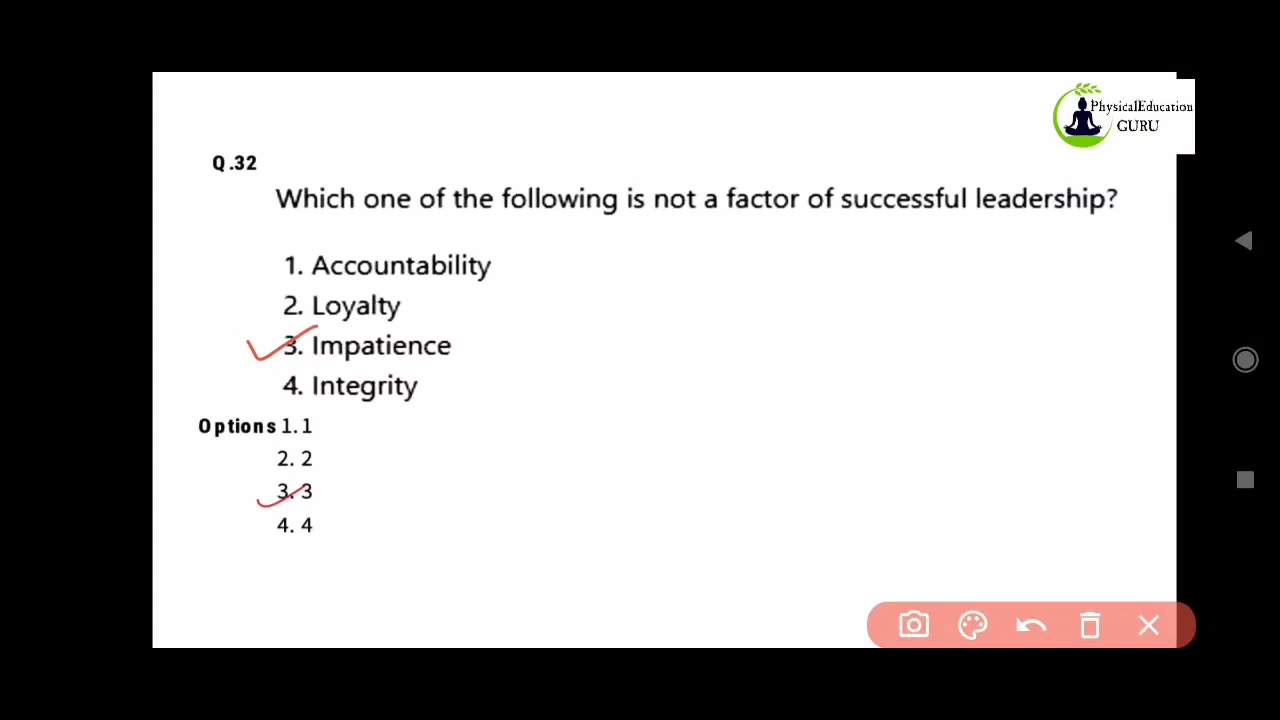 PhysicalEducation
GURU
Q.32
Which one of the following is not a factor of successful leadership?
1. Accountability
2. Loyalty
3. Impatience
4. Integrity
Options 1. 1
2. 2
3. 3
4. 4